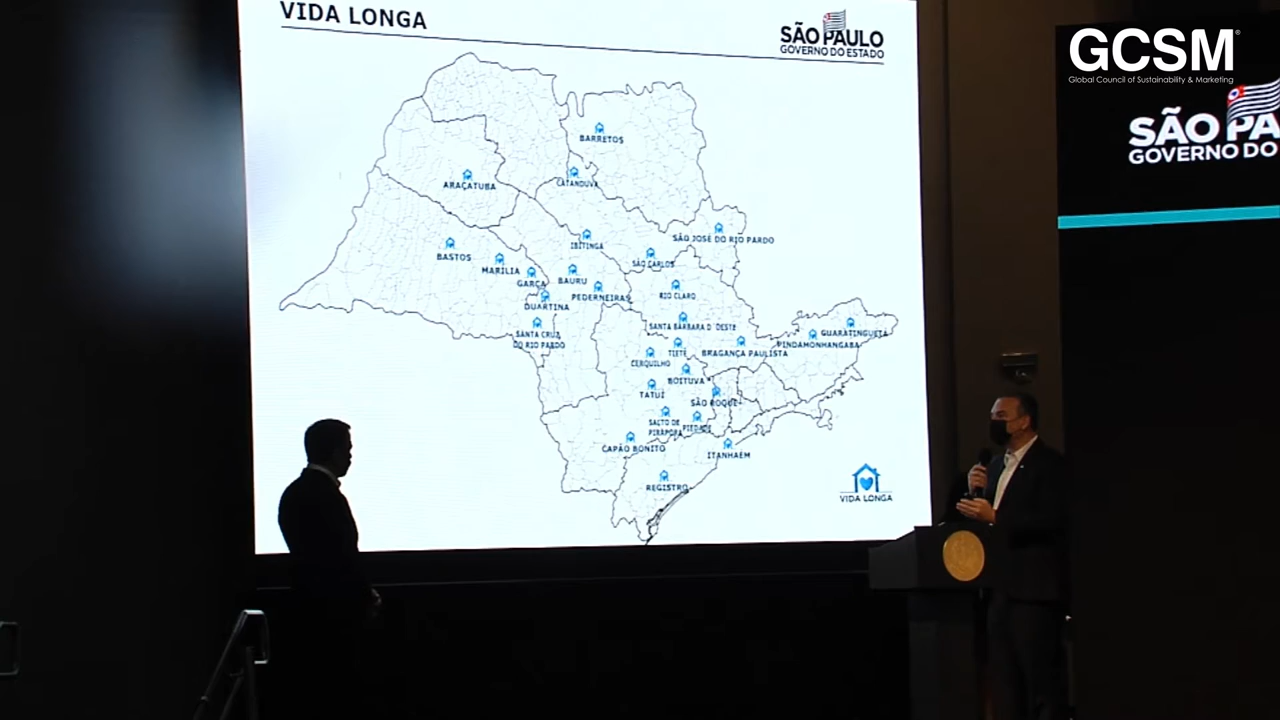 VIDA LONGA
SÃO PAULO
GOVERNO DO ESTADO
GCSM®
Global Council of Sustainability & Marketing
SÃO PA
GOVERNO DO
BARRETOS
ARAÇATUBA
CATANDUVA
SÃO JOSÉ DO RIO PARDO
IBITINGA
BASTOS
MARÍLIA
SÃO CARLOS
GARÇA
BAURU
PEDERNEIRAS
RIO CLARO
DUARTINA
SANTA CRUZ
DO RIO PARDO
SANTA BÁRBARA D´OESTE
GUARATINGUETÁ
PINDAMONHANGABA
TIETÊ
BRAGANÇA PAULISTA
CERQUILHO
BOITUVA
TATUÍ
SÃO ROQUE
SALTO DE
PIRAPORA
PIEDADE
CAPÃO BONITO
ITANHAÉM
REGISTRO
VIDA LONGA